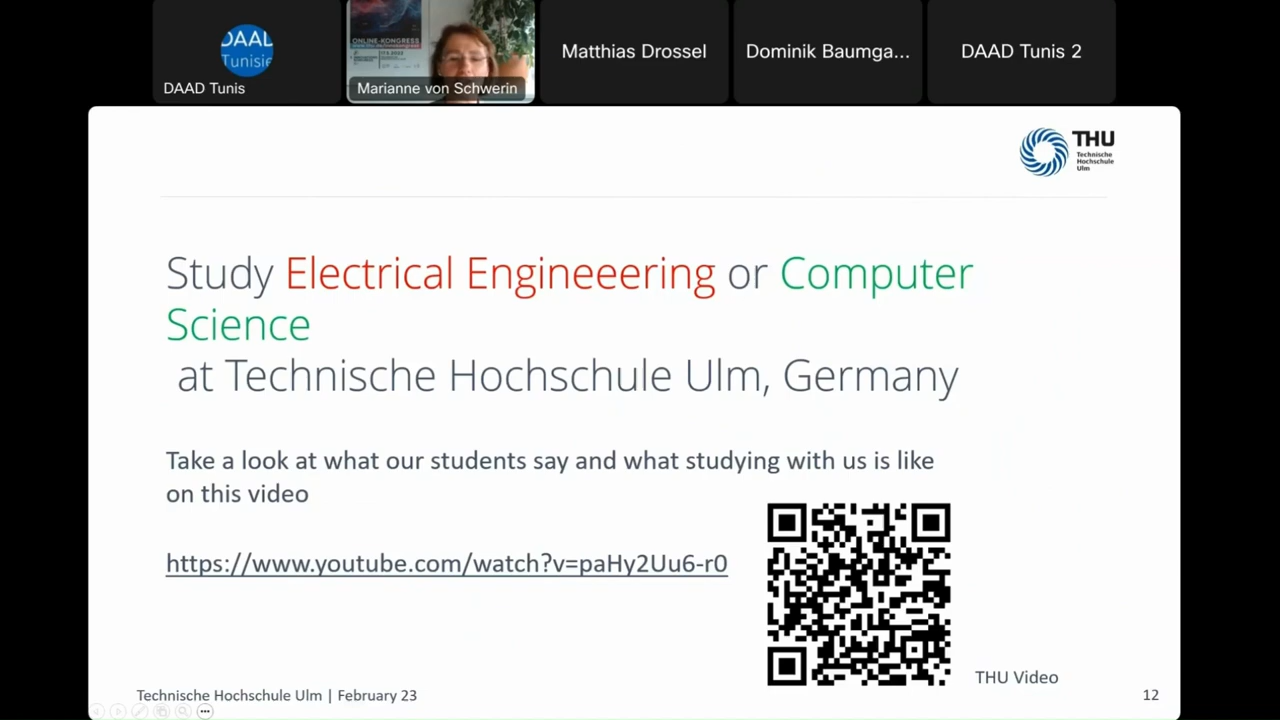 DAAD
Tunisie
DAAD Tunis
ONLINE-KONGRESS
Marianne von Schwerin
Matthias Drossel
Dominik Baumga...
DAAD Tunis 2
THU
Technische
Hochschule
Ulm
Study Electrical Engineeering or Computer
Science
at Technische Hochschule Ulm, Germany
Take a look at what our students say and what studying with us is like
on this video
https://www.youtube.com/watch?v=paHy2Uu6-r0
THU Video
Technische Hochschule Ulm | February 23
12